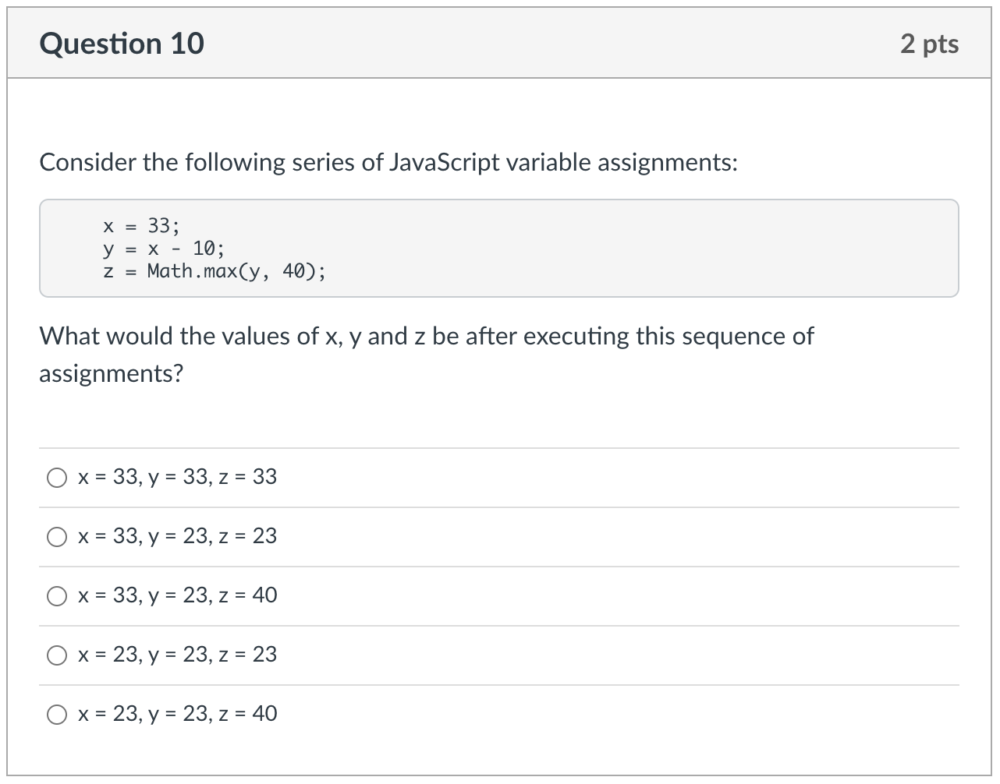 Question 10
2 pts
Consider the following series of JavaScript variable assignments:
x = 33;
y = x - 10;
z = Math.max(y, 40);
What would the values of x, y and z be after executing this sequence of
assignments?
x = 33, y = 33, z = 33
x = 33, y = 23, z = 23
x = 33, y = 23, z = 40
x = 23, y = 23, z = 23
x = 23, y = 23, z = 40